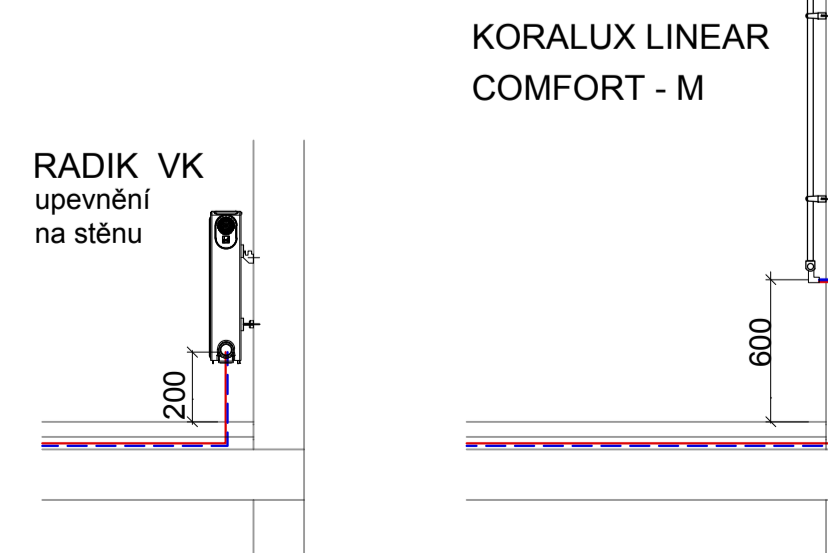 KORALUX LINEAR
COMFORT - M
RADIK VK
upevnění
na stěnu
200
600